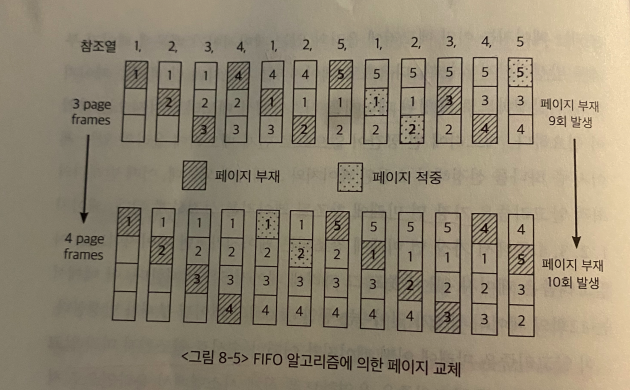 참조열 1, 2, 3, 4, 1, 2, 5, 1, 2, 3, 4, 5
1 1 1 4 4 4 5 5 5 5 5 5
3 page frames
2 2 2 1 1 1 1 1 3 3 3
3 3 3 2 2 2 2 2 4 4
페이지 부재
9회 발생
페이지 부재 페이지 적중
1 1 1 1 1 1 5 5 5 5 4 4
4 page frames
2 2 2 2 2 2 1 1 1 1 5
3 3 3 3 3 3 2 2 2 3
4 4 4 4 4 4 3 3 2
페이지 부재
10회 발생
<그림 8-5> FIFO 알고리즘에 의한 페이지 교체